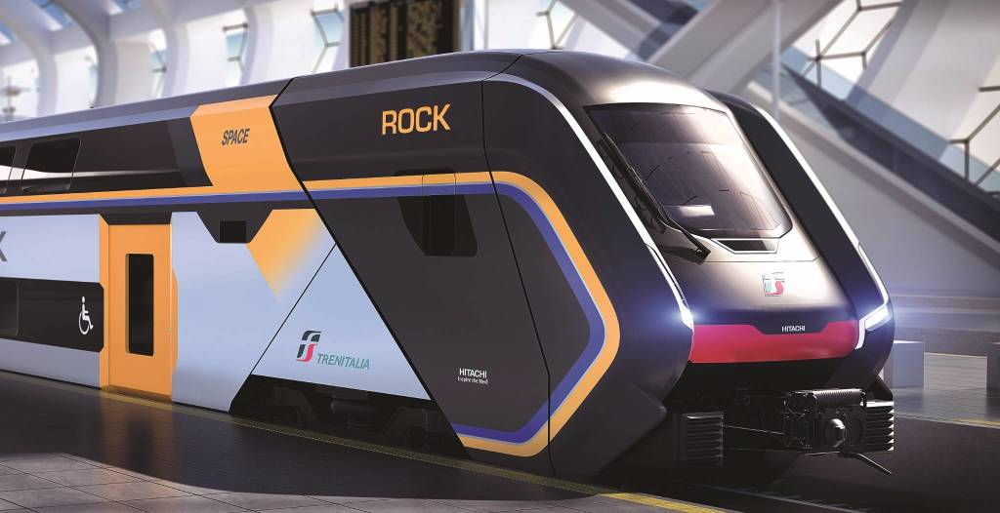 SPACE
ROCK
TRENITALIA
HITACHI
Inspire the Next
HITACHI